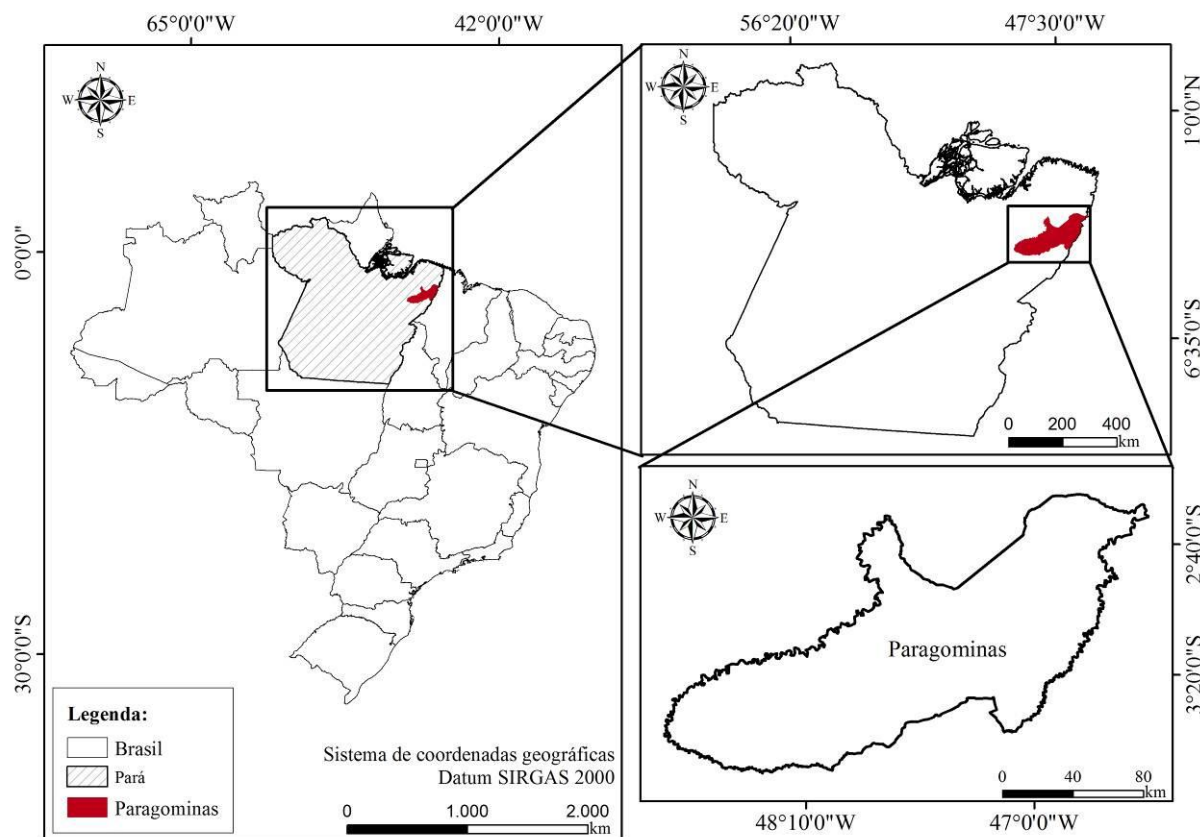 65°0'0"W
42°0'0"W
56°20'0"W
47°30'0"W
N
W E
S
N
W E
S
0°0'0"
30°0'0"S
1°0'0"N
6°35'0"S
0 200 400
km
Legenda:
Brasil
Pará
Paragominas
Sistema de coordenadas geográficas
Datum SIRGAS 2000
0 1.000 2.000
km
N
W E
S
Paragominas
2°40'0"S
3°20'0"S
0 40 80
km
48°10'0"W
47°0'0"W